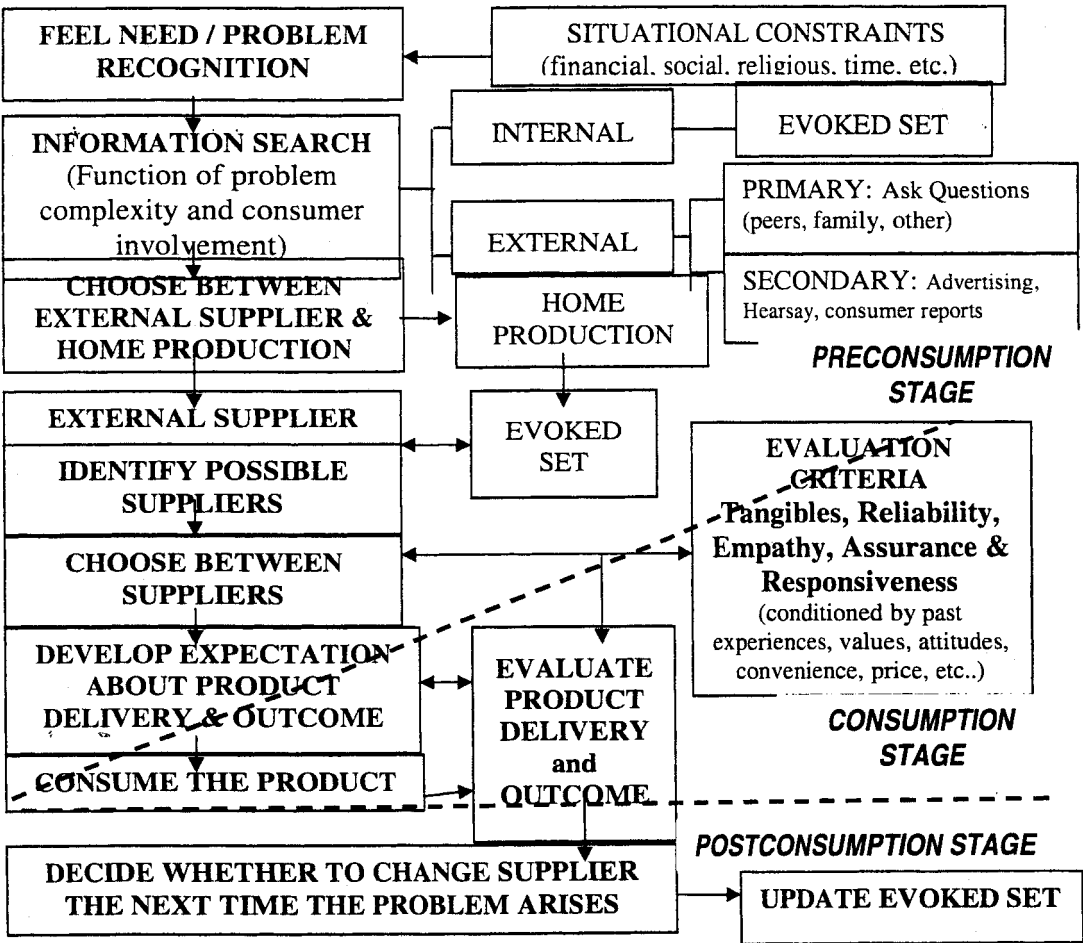 FEEL NEED / PROBLEM
RECOGNITION
SITUATIONAL CONSTRAINTS
(financial, social, religious, time, etc.)
INFORMATION SEARCH
(Function of problem
complexity and consumer
involvement)
INTERNAL
EVOKED SET
EXTERNAL
PRIMARY: Ask Questions
(peers, family, other)
SECONDARY: Advertising,
Hearsay, consumer reports
CHOOSE BETWEEN
EXTERNAL SUPPLIER &
HOME PRODUCTION
HOME
PRODUCTION
PRECONSUMPTION
STAGE
EXTERNAL SUPPLIER
IDENTIFY POSSIBLE
SUPPLIERS
EVOKED
SET
CHOOSE BETWEEN
SUPPLIERS
EVALUATION
CRITERIA
Tangibles, Reliability,
Empathy, Assurance &
Responsiveness
(conditioned by past
experiences, values, attitudes,
convenience, price, etc..)
DEVELOP EXPECTATION
ABOUT PRODUCT
DELIVERY & OUTCOME
EVALUATE
PRODUCT
DELIVERY
and
OUTCOME
CONSUMPTION
STAGE
CONSUME THE PRODUCT
POSTCONSUMPTION STAGE
DECIDE WHETHER TO CHANGE SUPPLIER
THE NEXT TIME THE PROBLEM ARISES
UPDATE EVOKED SET